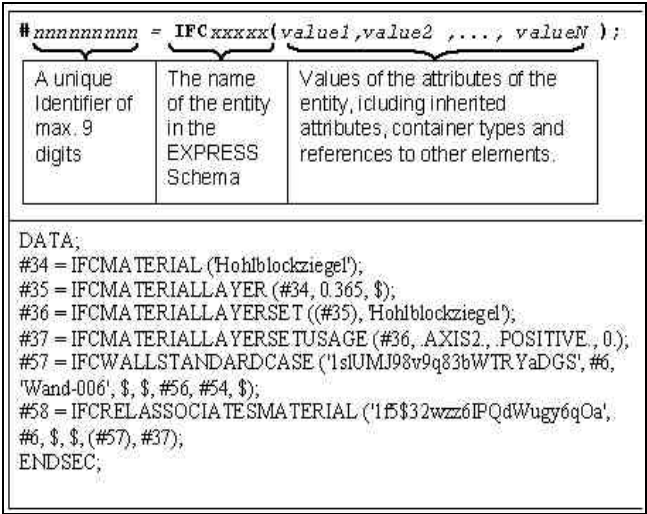 #nnnnnnnnn = IFCxxxxx(value1,value2 ,..., valueN );
A unique
Identifier of
max. 9
digits
The name
of the entity
in the
EXPRESS
Schema
Values of the attributes of the
entity, icluding inherited
attributes, container types and
references to other elements.
DATA;
#34 = IFCMATERIAL ('Hohlblockziegel');
#35 = IFCMATERIALLAYER (#34, 0.365, $);
#36 = IFCMATERIALLAYERSET ((#35), 'Hohlblockziegel');
#37 = IFCMATERIALLAYERSETUSAGE (#36, .AXIS2., .POSITIVE., 0.);
#57 = IFCWALLSTANDARDCASE ('1slUMJ98v9q83bWTRYaDGS', #6,
'Wand-006', $, $, #56, #54, $);
#58 = IFCRELASSOCIATESMATERIAL ('1f5$32wzz6IPQdWugy6qOa',
#6, $, $, (#57), #37);
ENDSEC;